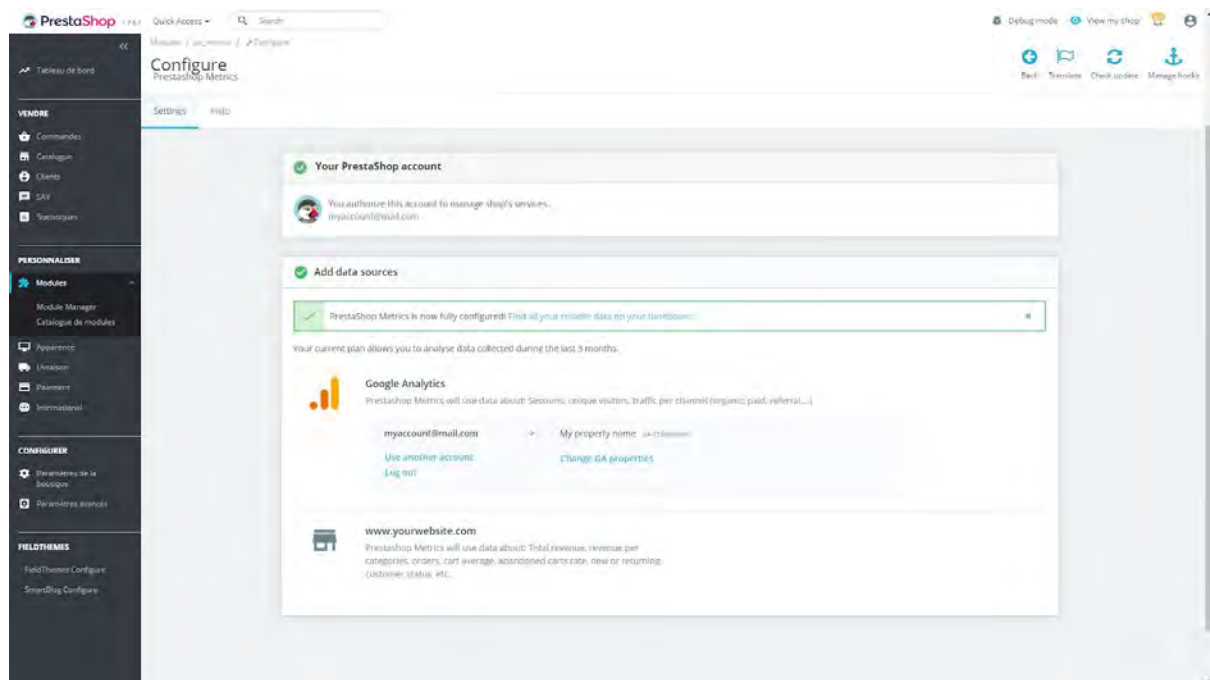 PrestaShop
Quick Access
Search
Debug mode
View my shop
Modules / ps_metrics / Configure
Configure
Prestashop Metrics
Back
Translate
Check update
Manage hooks
Settings
Help
Tableau de bord
VENDRE
Commandes
Catalogue
Clients
SAV
Statistiques
PERSONNALISER
Modules
Module Manager
Catalogue de modules
Apparence
Livraison
Paiement
International
CONFIGURER
Paramètres de la
boutique
Paramètres avancés
FIELDTHEMES
FieldThemes Configure
SmartBlog Configure
Your PrestaShop account
You authorize this account to manage shop's services.
myaccount@mail.com
Add data sources
PrestaShop Metrics is now fully configured! Find all your reliable data on your dashboard.
Your current plan allows you to analyse data collected during the last 3 months.
Google Analytics
Prestashop Metrics will use data about: Sessions, unique visitors, traffic per channel (organic, paid, referral,...)
myaccount@mail.com
My property name
Use another account
Change GA properties
Log out
www.yourwebsite.com
Prestashop Metrics will use data about: Total revenue, revenue per
categories, orders, cart average, abandoned carts rate, new or returning
customer status, etc.